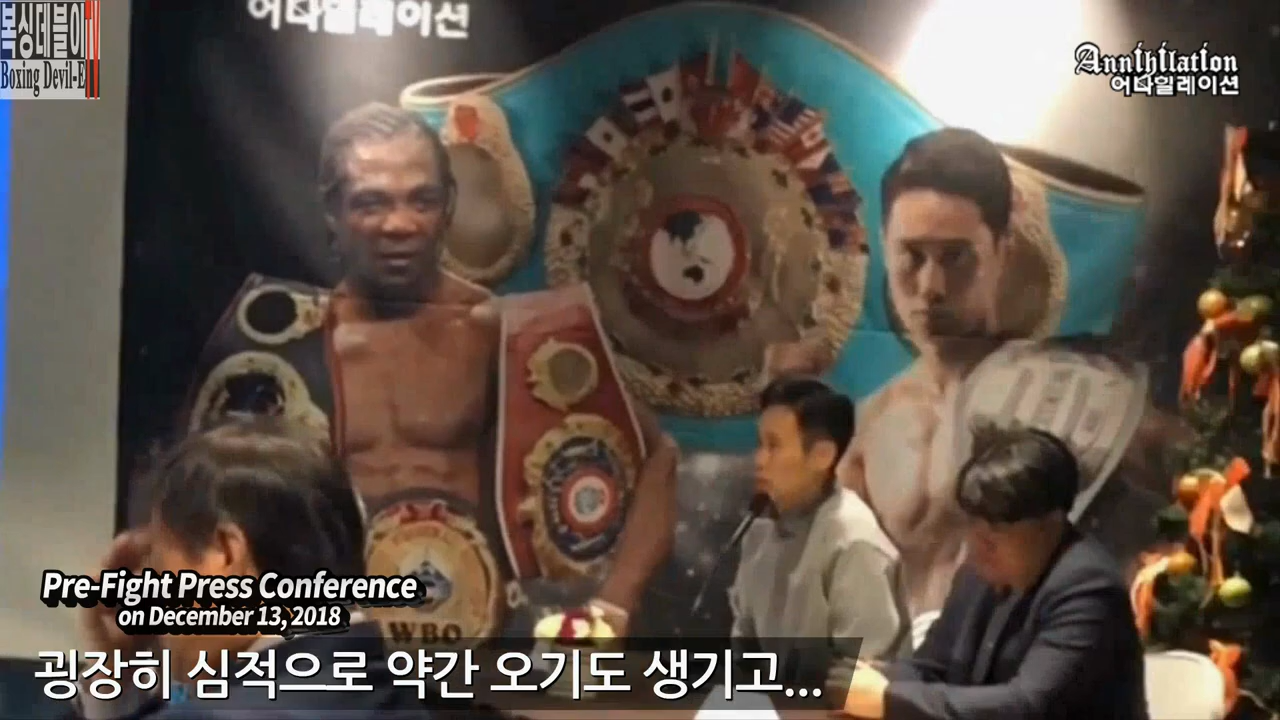 어나힐레이션
복싱데블이TV
Boxing Devil-E
Annihilation
어나힐레이션
WBO
Pre-Fight Press Conference
on December 13, 2018
굉장히 심적으로 약간 오기도 생기고...